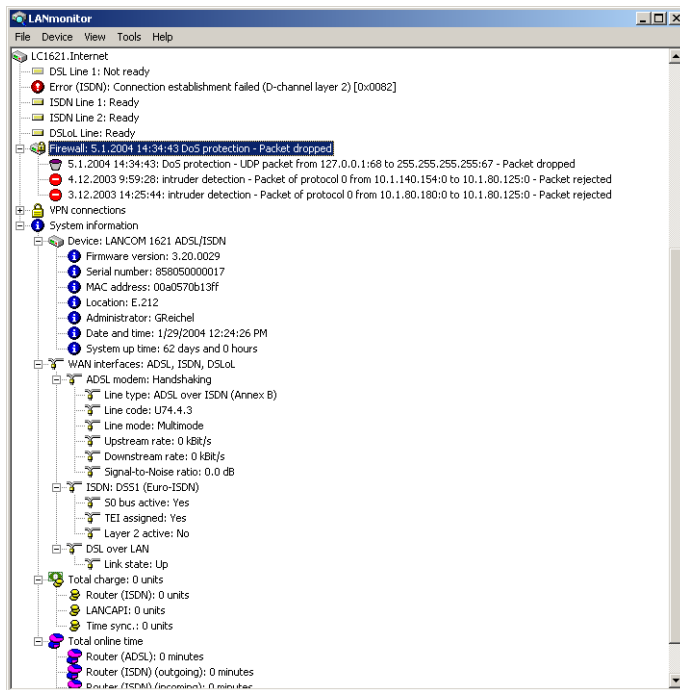 LANmonitor
File Device View Tools Help
LC1621.Internet
DSL Line 1: Not ready
Error (ISDN): Connection establishment failed (D-channel layer 2) [0x0082]
ISDN Line 1: Ready
ISDN Line 2: Ready
DSLoL Line: Ready
Firewall: 5.1.2004 14:34:43 DoS protection - Packet dropped
5.1.2004 14:34:43: DoS protection - UDP packet from 127.0.0.1:68 to 255.255.255.255:67 - Packet dropped
4.12.2003 9:59:28: intruder detection - Packet of protocol 0 from 10.1.140.154:0 to 10.1.80.125:0 - Packet rejected
3.12.2003 14:25:44: intruder detection - Packet of protocol 0 from 10.1.80.180:0 to 10.1.80.125:0 - Packet rejected
VPN connections
System information
Device: LANCOM 1621 ADSL/ISDN
Firmware version: 3.20.0029
Serial number: 858050000017
MAC address: 00a0570b13ff
Location: E.212
Administrator: GReichel
Date and time: 1/29/2004 12:24:26 PM
System up time: 62 days and 0 hours
WAN interfaces: ADSL, ISDN, DSLoL
ADSL modem: Handshaking
Line type: ADSL over ISDN (Annex B)
Line code: U74.4.3
Line mode: Multimode
Upstream rate: 0 kBit/s
Downstream rate: 0 kBit/s
Signal-to-Noise ratio: 0.0 dB
ISDN: DSS1 (Euro-ISDN)
S0 bus active: Yes
TEI assigned: Yes
Layer 2 active: No
DSL over LAN
Link state: Up
Total charge: 0 units
Router (ISDN): 0 units
LANCAPI: 0 units
Time sync.: 0 units
Total online time
Router (ADSL): 0 minutes
Router (ISDN) (outgoing): 0 minutes
Router (ISDN) (incoming): 0 minutes